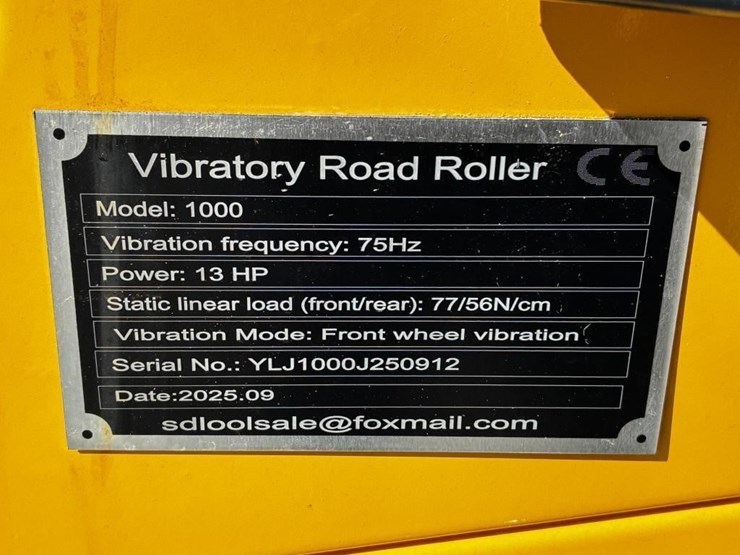 Vibratory Road Roller CE
Model: 1000
Vibration frequency: 75Hz
Power: 13 HP
Static linear load (front/rear): 77/56N/cm
Vibration Mode: Front wheel vibration
Serial No.: YLJ1000J250912
Date:2025.09
sdloolsale@foxmail.com